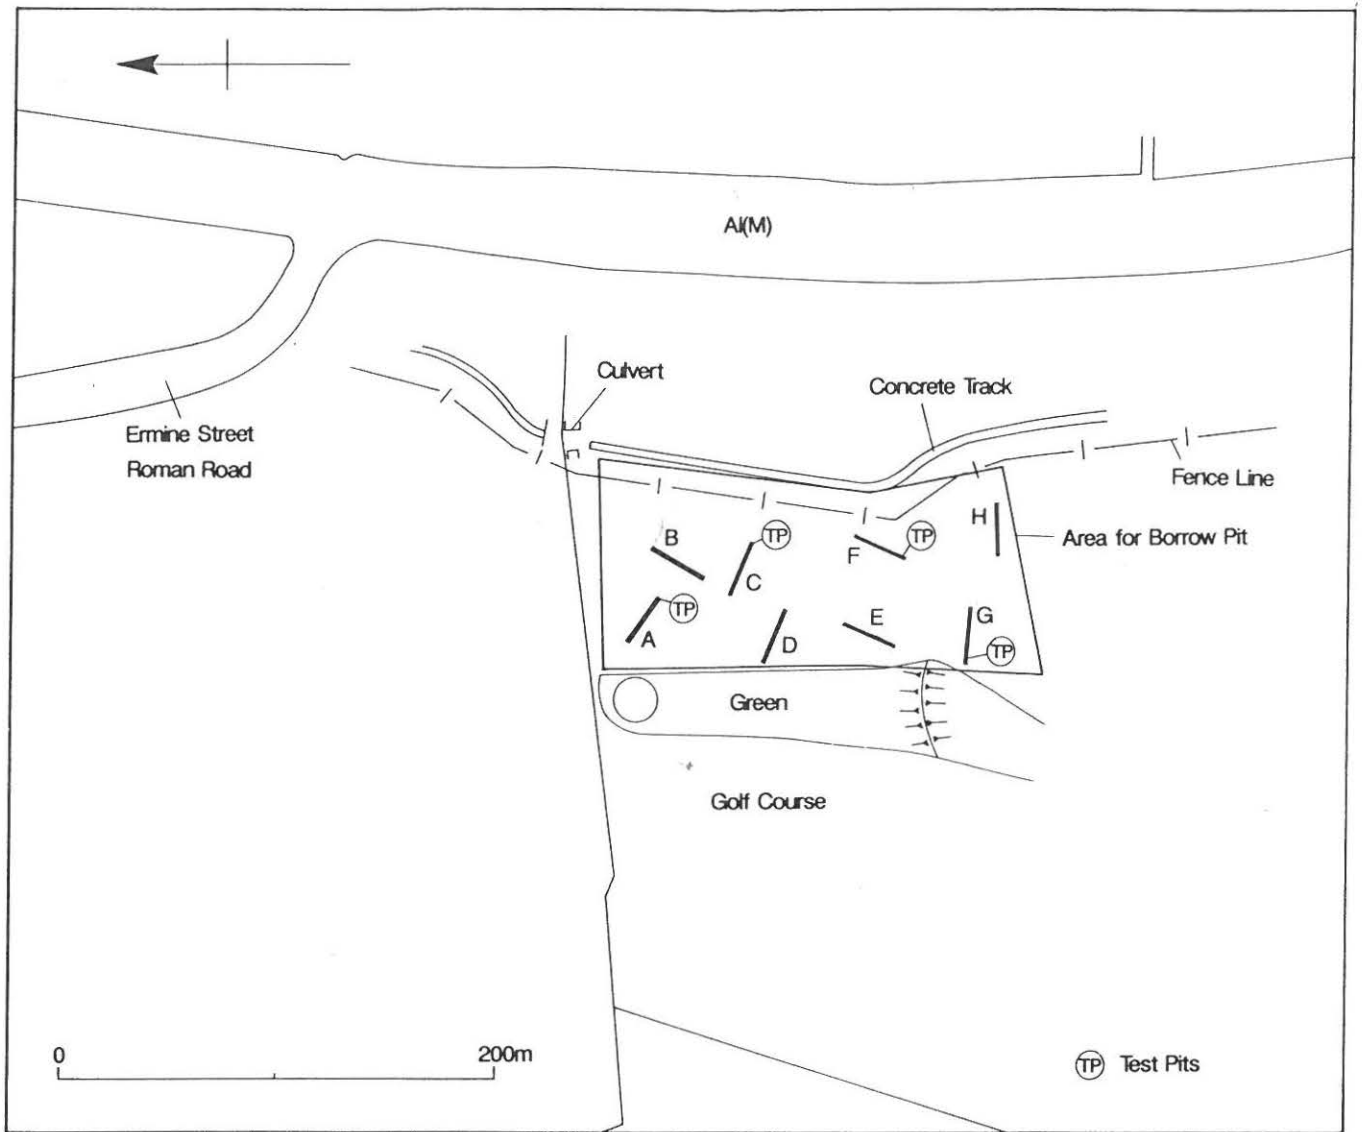 A1(M)
Culvert
Concrete Track
Ermine Street
Roman Road
Fence Line
H
B
TP
TP
F
Area for Borrow Pit
C
TP
A
D
E
G
TP
Green
Golf Course
0
200m
TP Test Pits